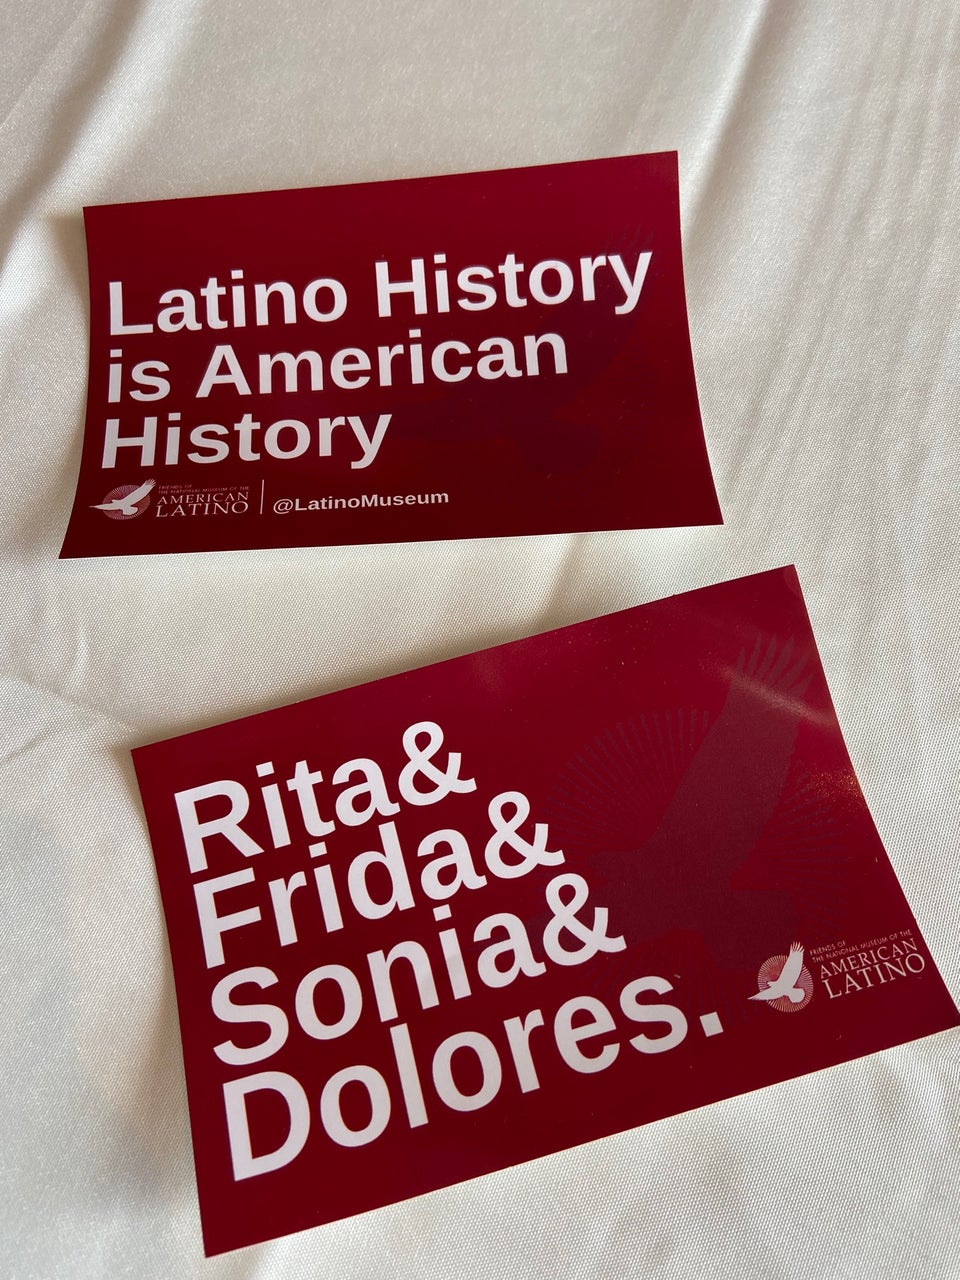 Latino History
is American
History
FRIENDS OF
THE NATIONAL MUSEUM OF THE
AMERICAN
LATINO
@LatinoMuseum
Rita&
Frida&
Sonia&
Dolores.
FRIENDS OF
THE NATIONAL MUSEUM OF THE
AMERICAN
LATINO